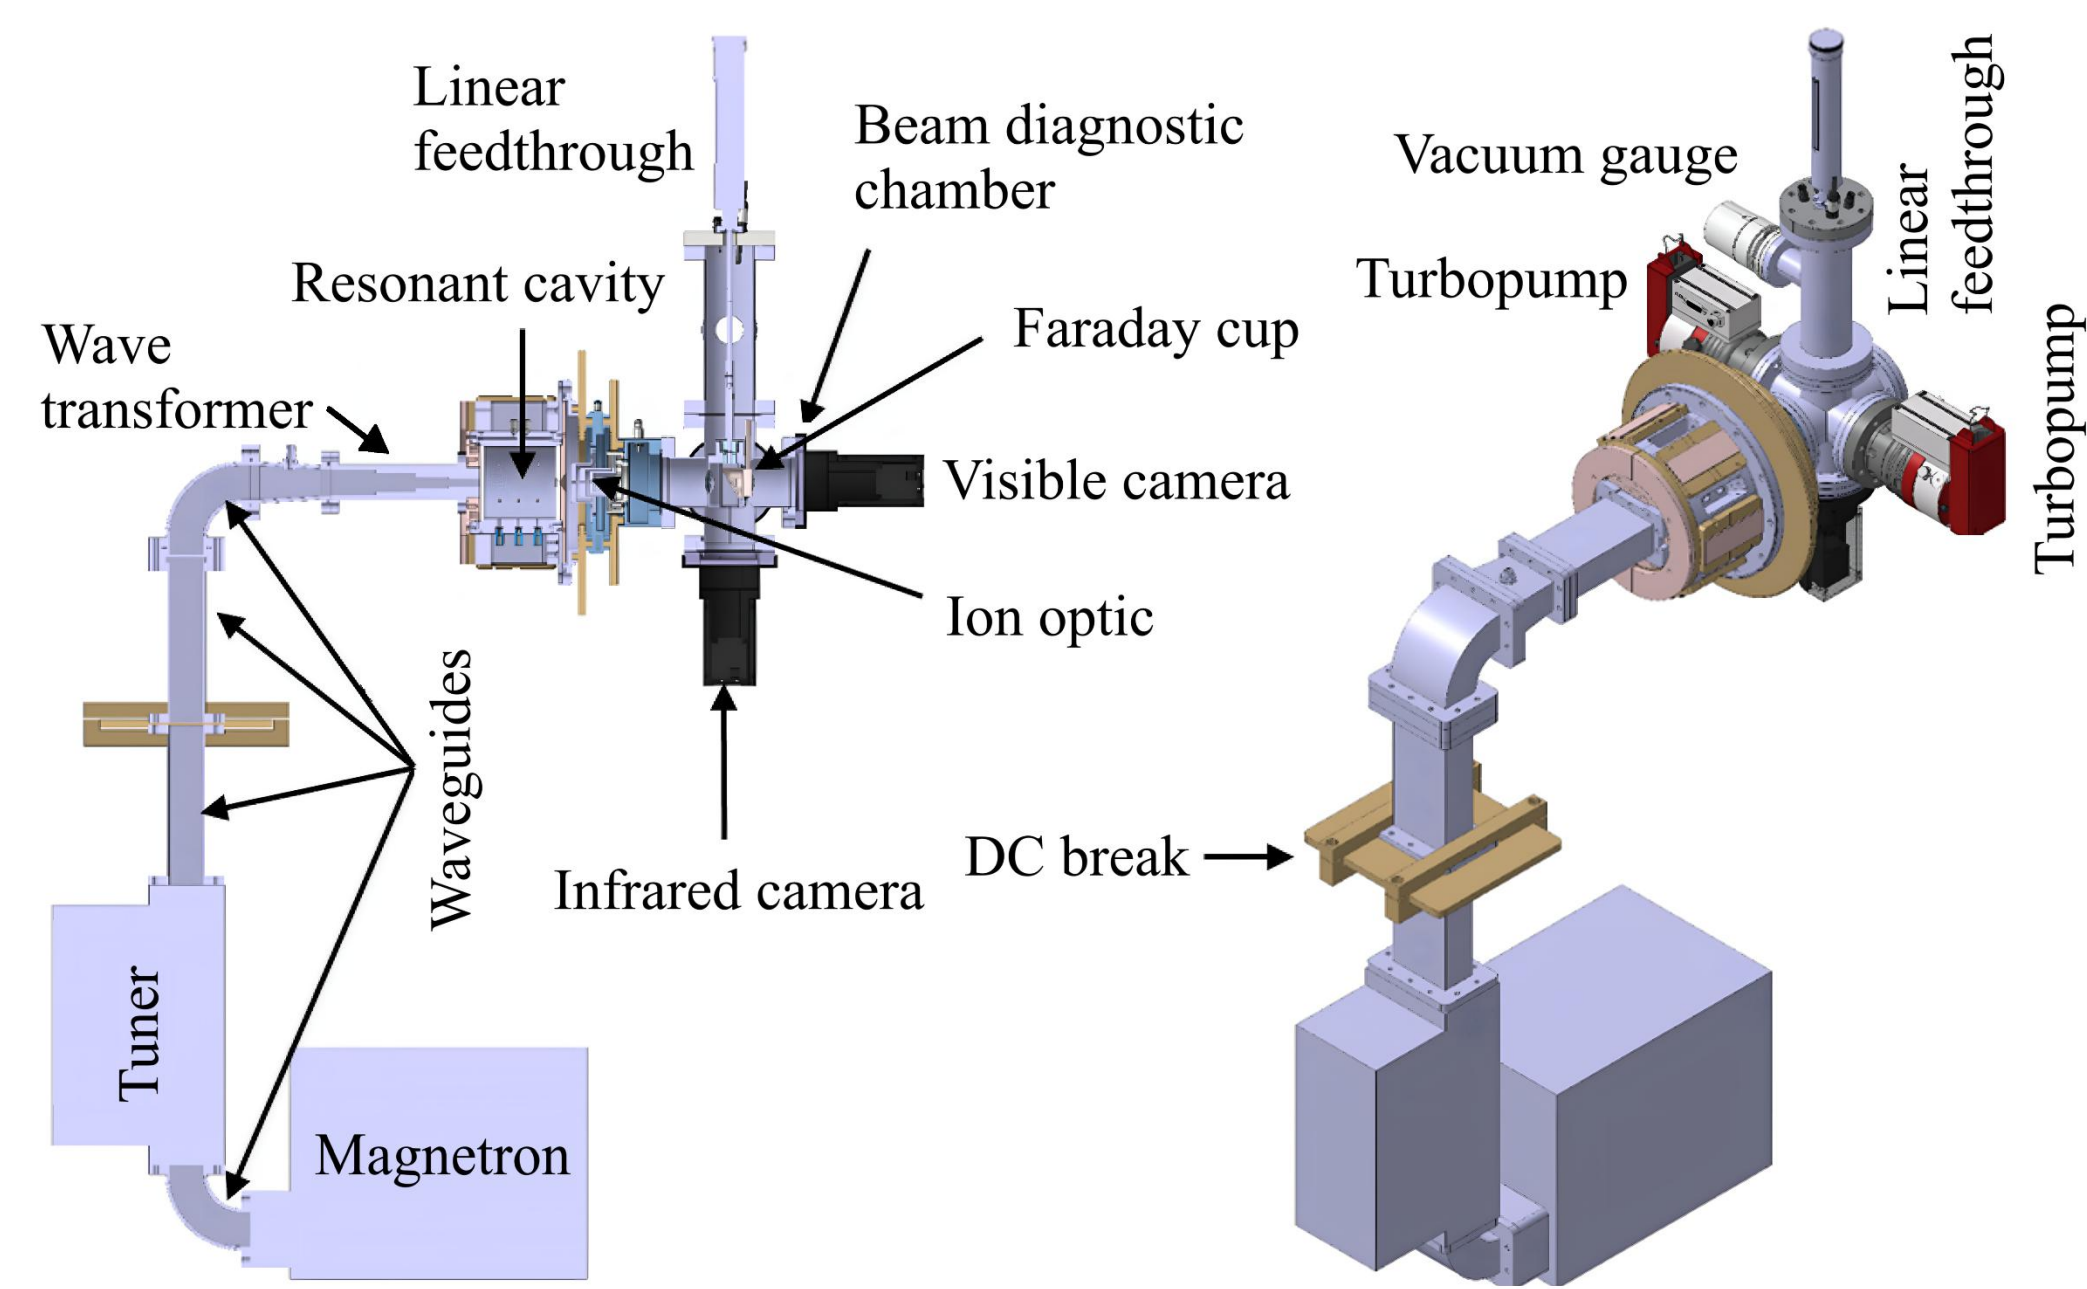 Linear
feedthrough
Beam diagnostic
chamber
Resonant cavity
Faraday cup
Wave
transformer
Visible camera
Ion optic
Waveguides
Infrared camera
Tuner
Magnetron
Vacuum gauge
Linear
feedthrough
Turbopump
Turbopump
DC break